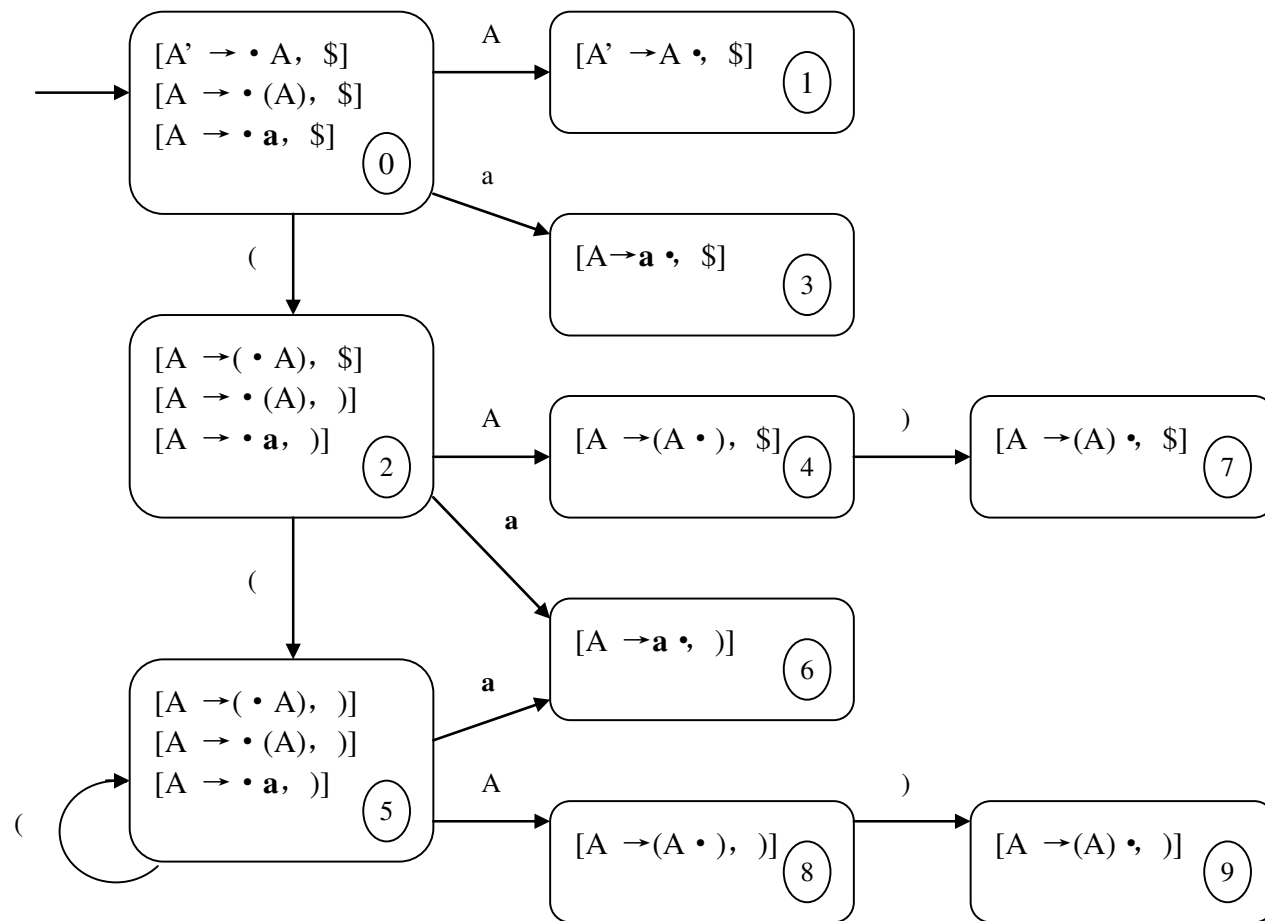 [A’ → • A, $]
[A → • (A), $]
[A → • a, $]
0
A
[A’ →A •, $]
1
a
[A→a •, $]
3
(
[A →( • A), $]
[A → • (A), )]
[A → • a, )]
2
A
[A →(A • ), $]
4
)
[A →(A) •, $]
7
a
(
[A →a •, )]
6
[A →( • A), )]
[A → • (A), )]
[A → • a, )]
5
a
(
A
[A →(A • ), )]
8
)
[A →(A) •, )]
9